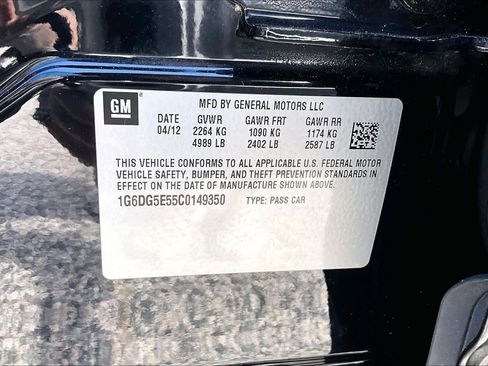 GM
MFD BY GENERAL MOTORS LLC
DATE GVWR GAWR FRT GAWR RR
04/12 2264 KG 1090 KG 1174 KG
4989 LB 2402 LB 2587 LB
THIS VEHICLE CONFORMS TO ALL APPLICABLE U.S. FEDERAL MOTOR
VEHICLE SAFETY, BUMPER, AND THEFT PREVENTION STANDARDS
IN EFFECT ON THE DATE OF MANUFACTURE SHOWN ABOVE.
1G6DG5E55C0149350 TYPE: PASS CAR